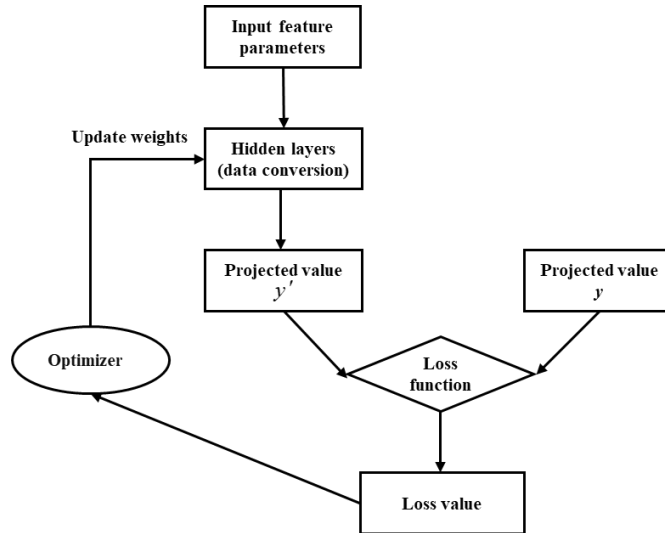 Input feature
parameters
Update weights
Hidden layers
(data conversion)
Projected value
y'
Projected value
y
Optimizer
Loss
function
Loss value